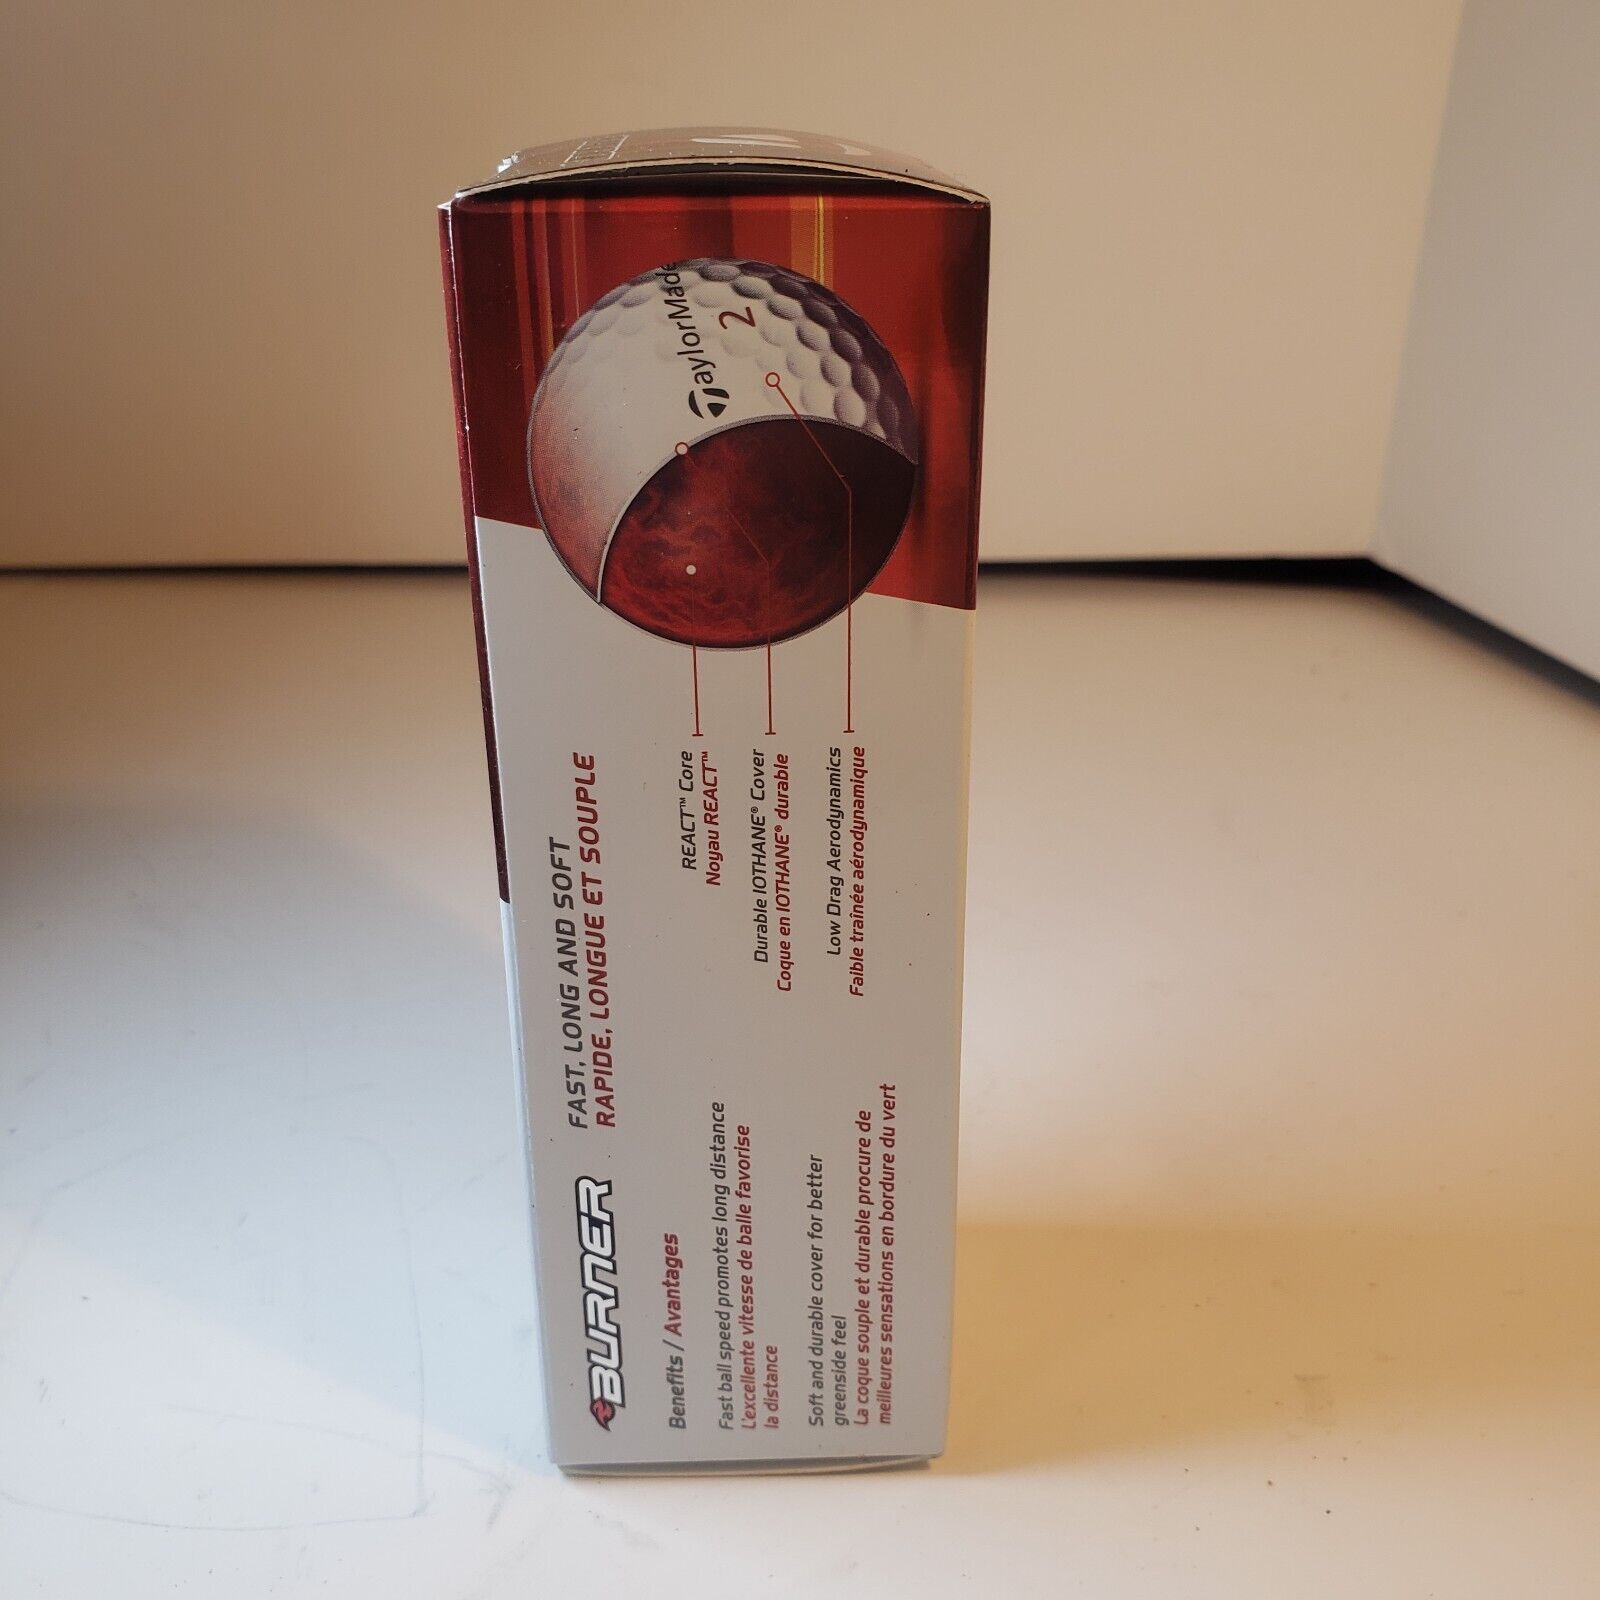 BURNER
FAST, LONG AND SOFT
RAPIDE, LONGUE ET SOUPLE
Benefits / Avantages
Fast ball speed promotes long distance
L'excellente vitesse de balle favorise
la distance
Soft and durable cover for better
greenside feel
La coque souple et durable procure de
meilleures sensations en bordure du vert
REACT™ Core
Noyau REACT™
Durable IOTHANE® Cover
Coque en IOTHANE® durable
Low Drag Aerodynamics
Faible traînée aérodynamique
TaylorMade
2